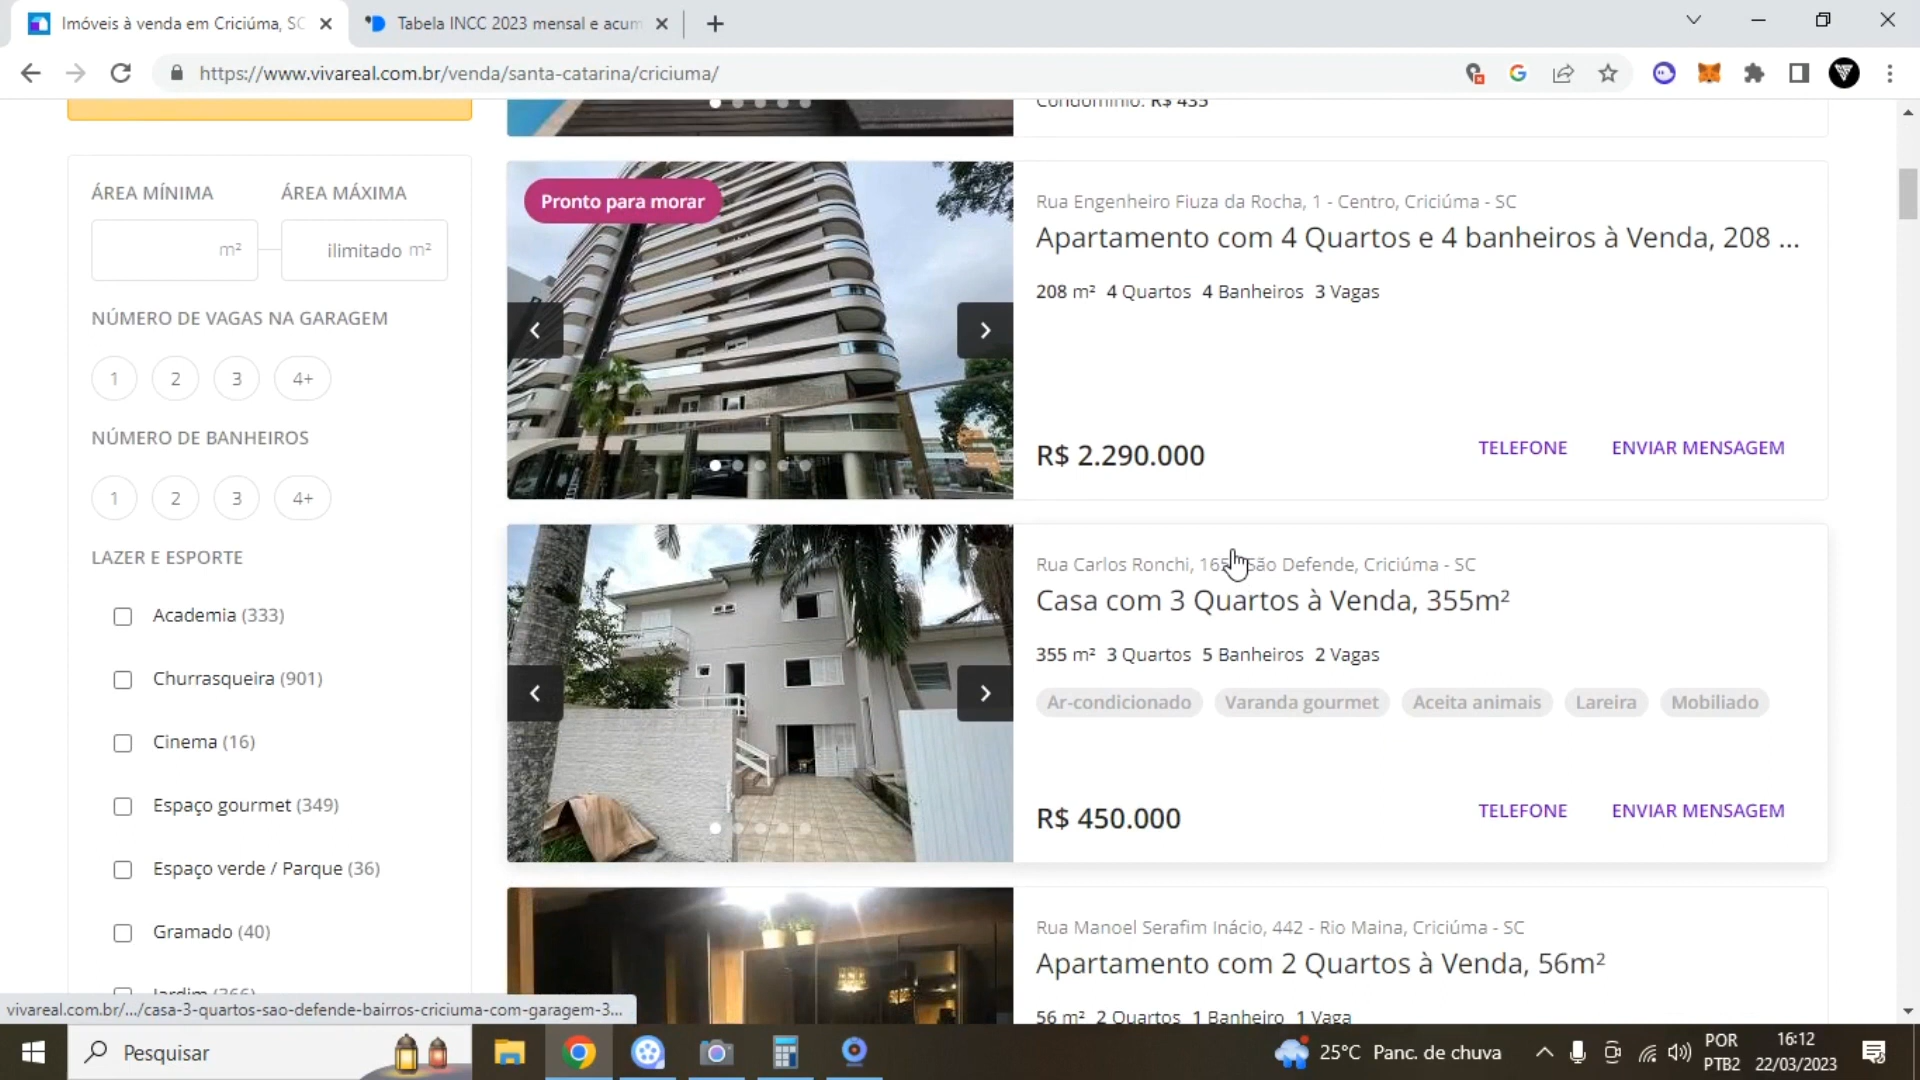 Imóveis à venda em Criciúma, SC
Tabela INCC 2023 mensal e acum
https://www.vivareal.com.br/venda/santa-catarina/criciuma/
Condomínio: R$ 435
ÁREA MÍNIMA
ÁREA MÁXIMA
m²
ilimitado m²
NÚMERO DE VAGAS NA GARAGEM
1 2 3 4+
NÚMERO DE BANHEIROS
1 2 3 4+
LAZER E ESPORTE
Academia (333)
Churrasqueira (901)
Cinema (16)
Espaço gourmet (349)
Espaço verde / Parque (36)
Gramado (40)
Jardim (366)
Pronto para morar
Rua Engenheiro Fiuza da Rocha, 1 - Centro, Criciúma - SC
Apartamento com 4 Quartos e 4 banheiros à Venda, 208 ...
208 m² 4 Quartos 4 Banheiros 3 Vagas
R$ 2.290.000
TELEFONE
ENVIAR MENSAGEM
Rua Carlos Ronchi, São Defende, Criciúma - SC
Casa com 3 Quartos à Venda, 355m²
355 m² 3 Quartos 5 Banheiros 2 Vagas
Ar-condicionado Varanda gourmet Aceita animais Lareira Mobiliado
R$ 450.000
TELEFONE
ENVIAR MENSAGEM
Rua Manoel Serafim Inácio, 442 - Rio Maina, Criciúma - SC
Apartamento com 2 Quartos à Venda, 56m²
56 m² 2 Quartos 1 Banheiro 1 Vaga
vivareal.com.br/.../casa-3-quartos-sao-defende-bairros-criciuma-com-garagem-3...
Pesquisar
25°C Panc. de chuva
POR
PTB2
16:12
22/03/2023